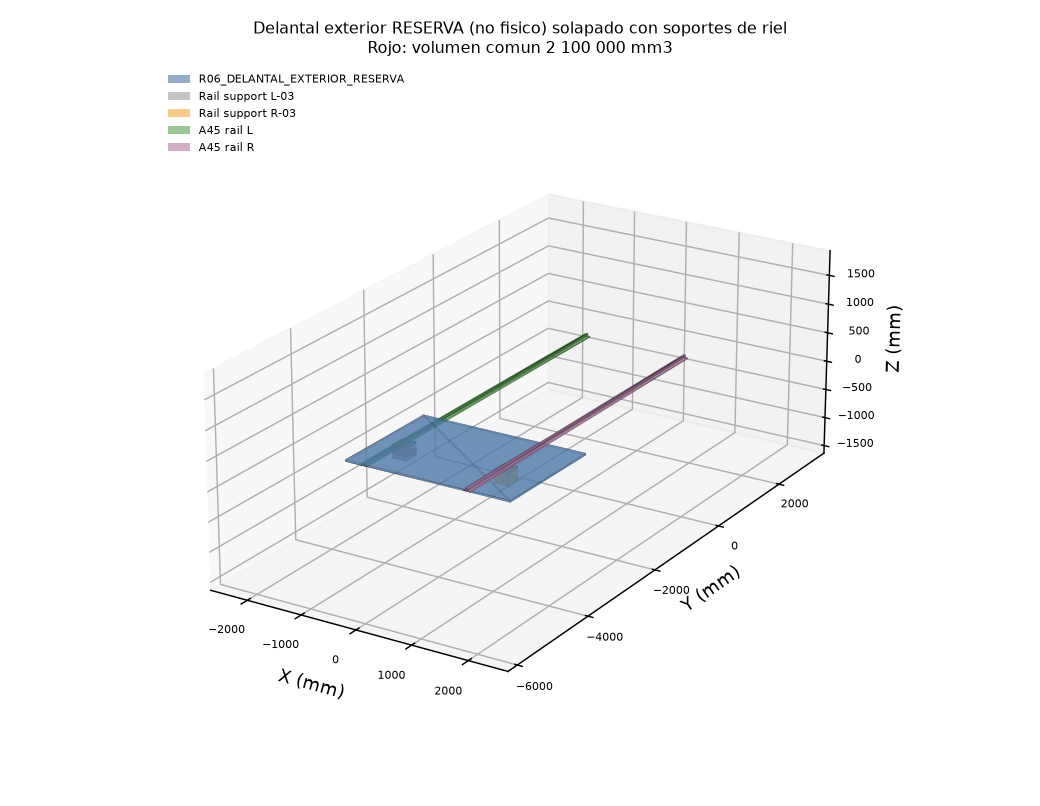 Delantal exterior RESERVA (no fisico) solapado con soportes de riel
Rojo: volumen comun 2 100 000 mm3
R06_DELANTAL_EXTERIOR_RESERVA
Rail support L-03
Rail support R-03
A45 rail L
A45 rail R
1500
1000
500
0
−500
−1000
−1500
Z (mm)
2000
0
−2000
−4000
−6000
Y (mm)
−2000
−1000
0
1000
2000
X (mm)